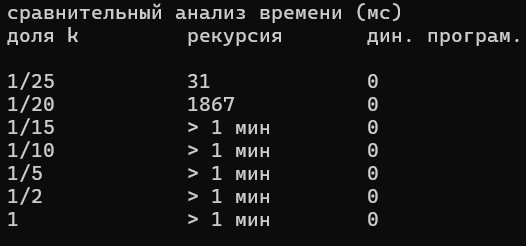 сравнительный анализ времени (мс)
доля k рекурсия дин. програм.
1/25 31 0
1/20 1867 0
1/15 > 1 мин 0
1/10 > 1 мин 0
1/5 > 1 мин 0
1/2 > 1 мин 0
1 > 1 мин 0